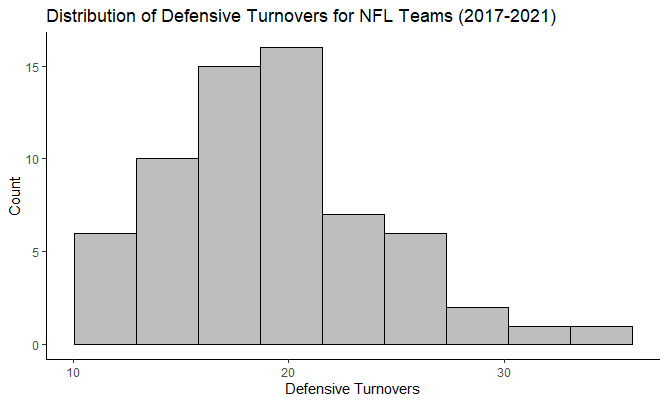 Distribution of Defensive Turnovers for NFL Teams (2017-2021)
15
10
5
0
Count
10 20 30
Defensive Turnovers